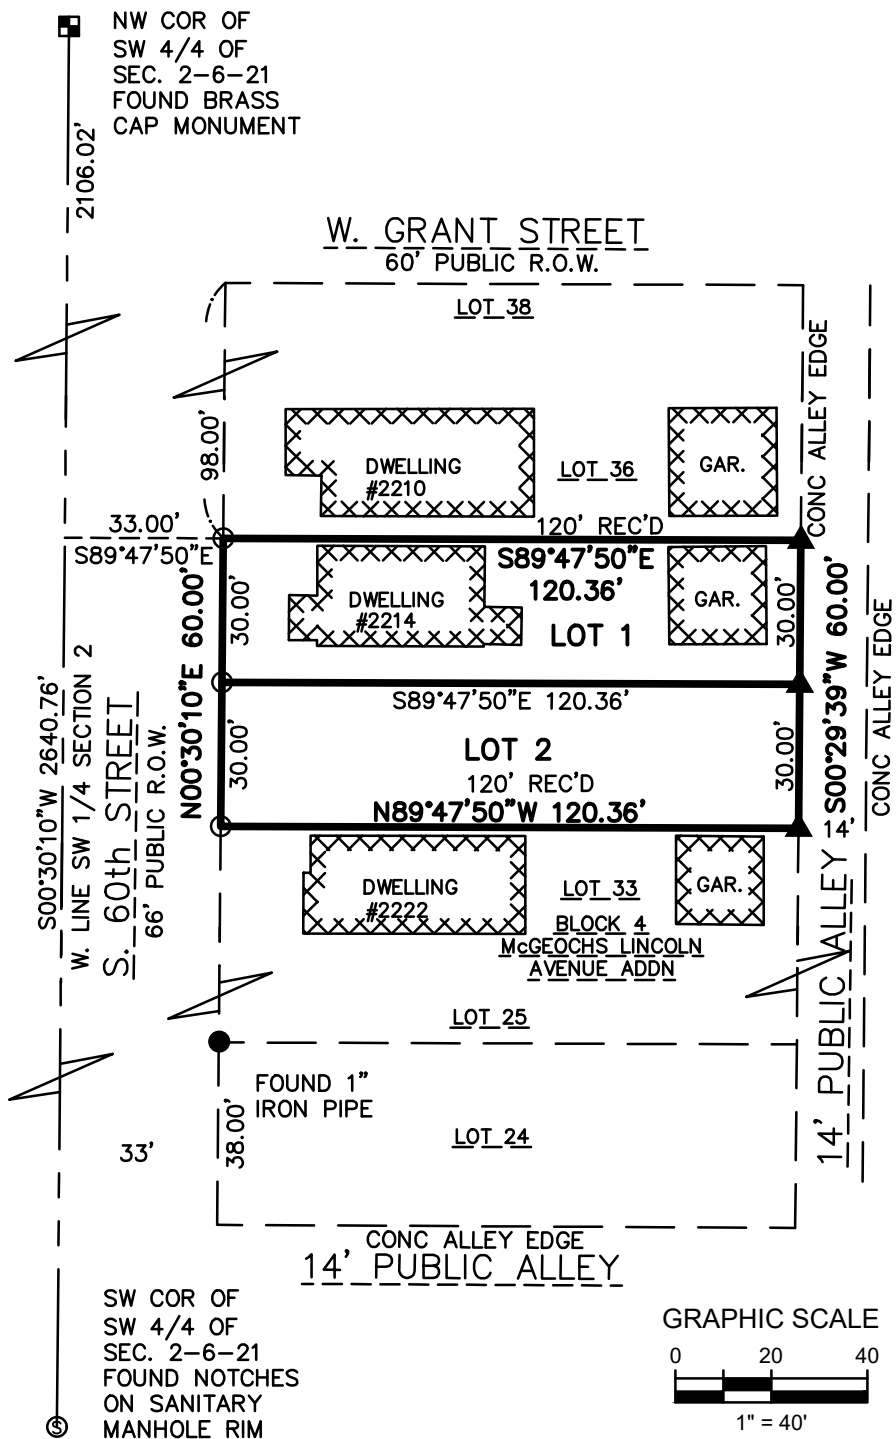 NW COR OF
SW 4/4 OF
SEC. 2-6-21
FOUND BRASS
CAP MONUMENT
2106.02'
W. GRANT STREET
60' PUBLIC R.O.W.
LOT 38
CONC ALLEY EDGE
98.00'
DWELLING
#2210
LOT 36
GAR.
33.00'
S89°47'50"E
120' REC'D
S89°47'50"E
120.36'
N00°30'10"E 60.00'
30.00'
DWELLING
#2214
LOT 1
GAR.
30.00'
S00°29'39"W 60.00'
CONC ALLEY EDGE
S89°47'50"E 120.36'
S00°30'10"W 2640.76'
W. LINE SW 1/4 SECTION 2
S. 60th STREET
66' PUBLIC R.O.W.
30.00'
LOT 2
120' REC'D
N89°47'50"W 120.36'
30.00'
14'
DWELLING
#2222
LOT 33
GAR.
BLOCK 4
McGEOCHS LINCOLN
AVENUE ADDN
14' PUBLIC ALLEY
LOT 25
FOUND 1"
IRON PIPE
38.00'
33'
LOT 24
CONC ALLEY EDGE
14' PUBLIC ALLEY
SW COR OF
SW 4/4 OF
SEC. 2-6-21
FOUND NOTCHES
ON SANITARY
MANHOLE RIM
S
GRAPHIC SCALE
0 20 40
1" = 40'